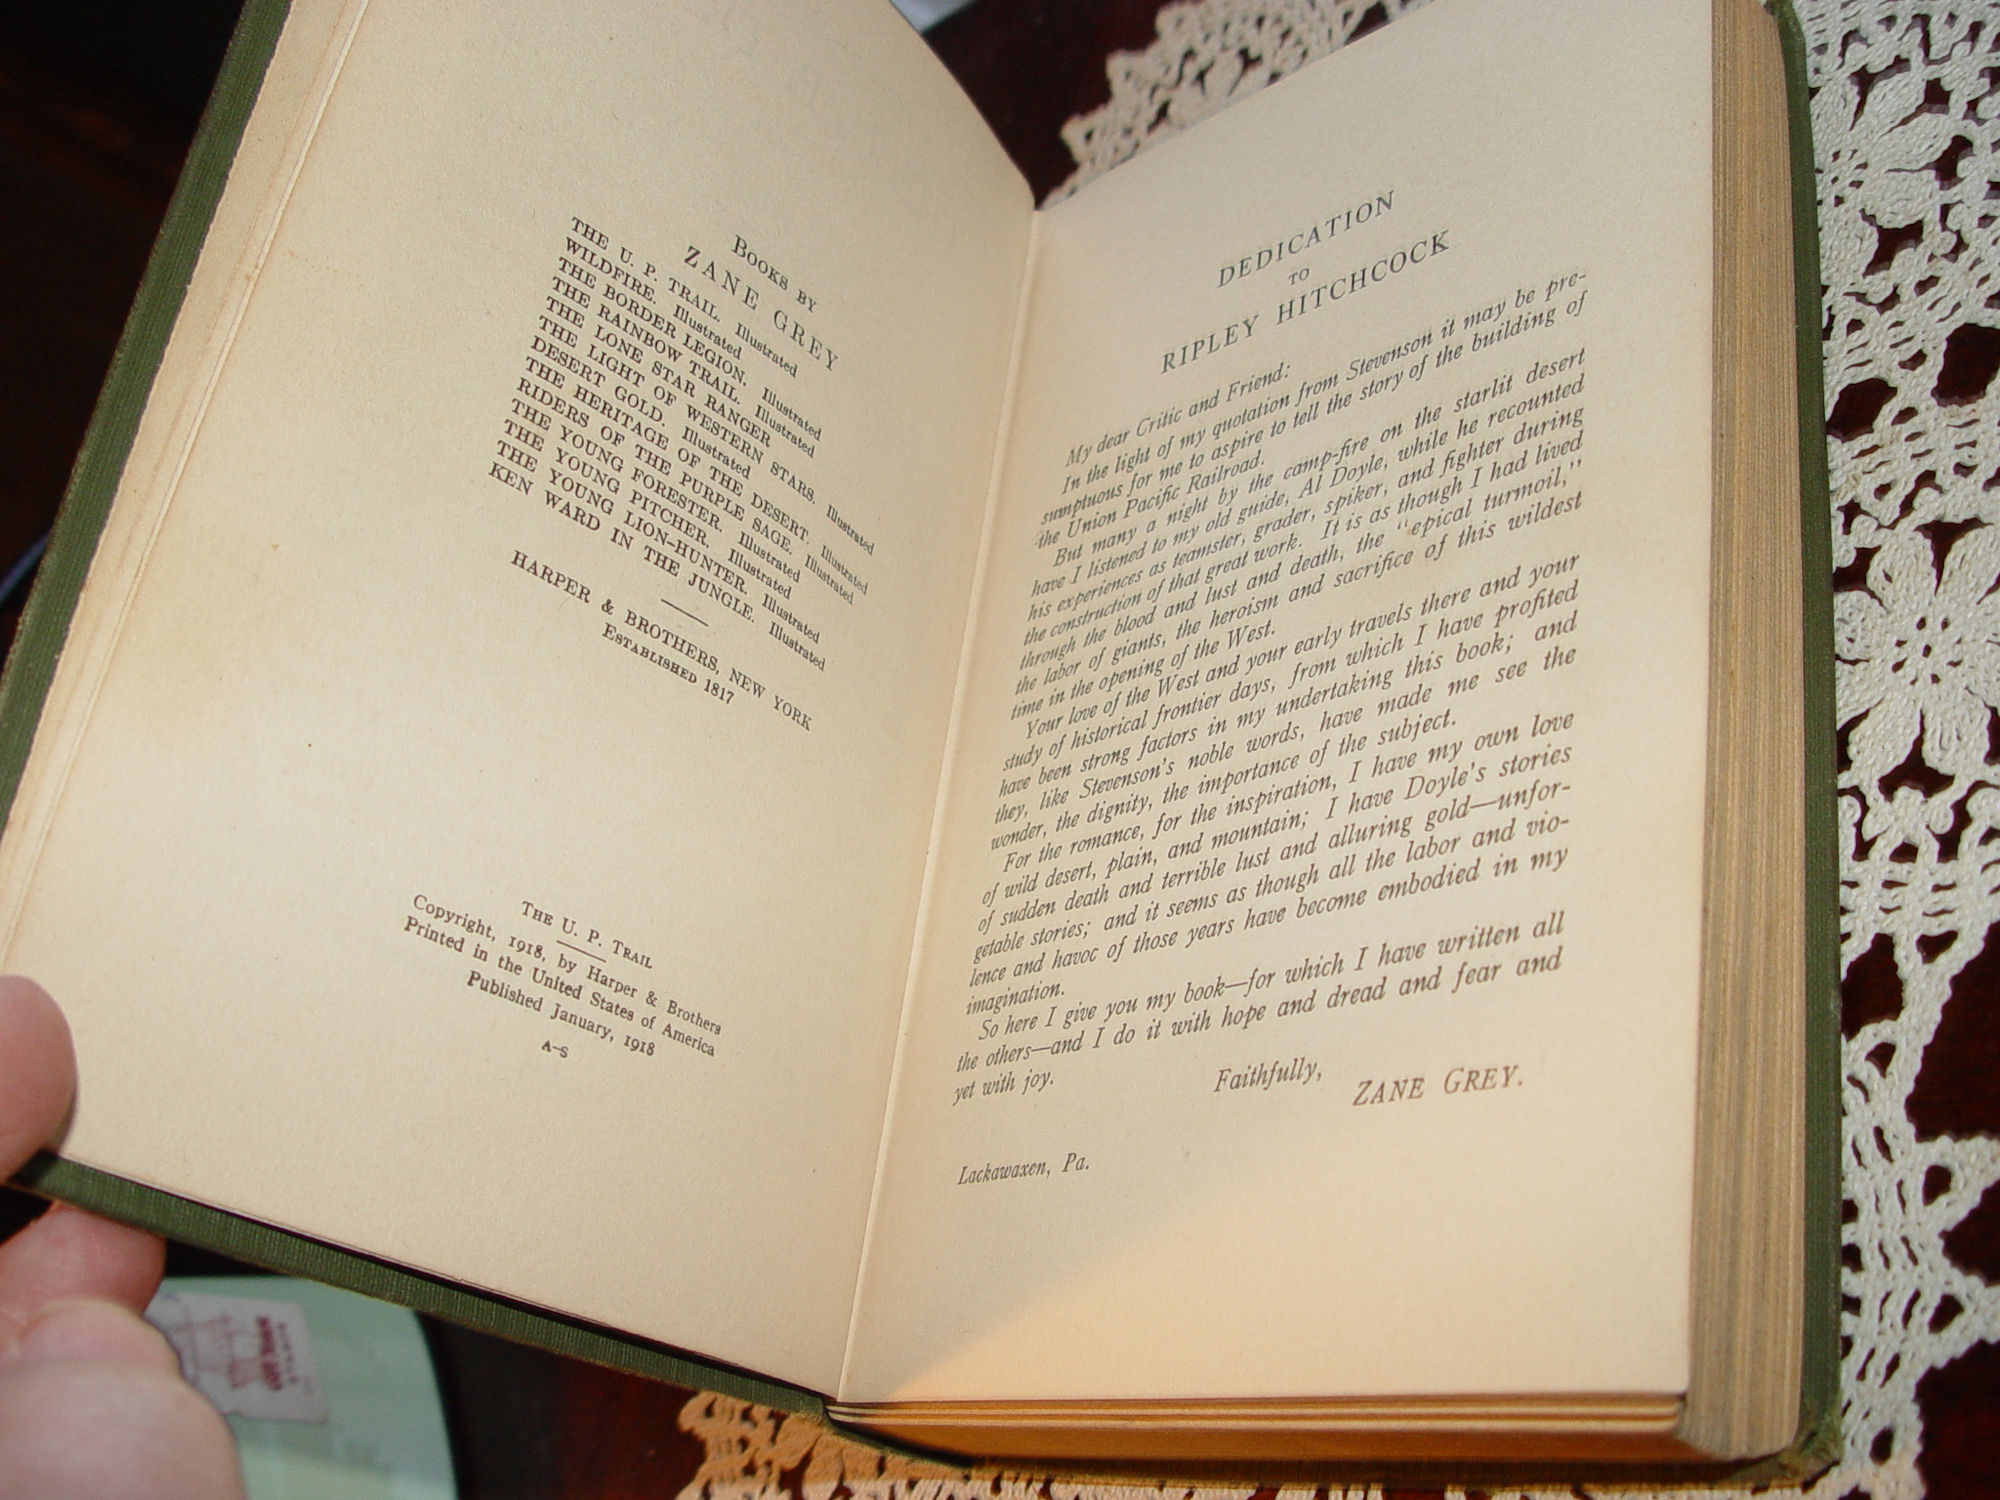 BOOKS BY
ZANE GREY
THE U. P. TRAIL. Illustrated
WILDFIRE. Illustrated
THE BORDER LEGION. Illustrated
THE RAINBOW TRAIL. Illustrated
THE LONE STAR RANGER
THE LIGHT OF WESTERN STARS. Illustrated
DESERT GOLD. Illustrated
THE HERITAGE OF THE DESERT. Illustrated
RIDERS OF THE PURPLE SAGE. Illustrated
THE YOUNG FORESTER. Illustrated
THE YOUNG PITCHER. Illustrated
THE YOUNG LION-HUNTER. Illustrated
KEN WARD IN THE JUNGLE. Illustrated
HARPER & BROTHERS, NEW YORK
ESTABLISHED 1817
THE U. P. TRAIL
Copyright, 1918, by Harper & Brothers
Printed in the United States of America
Published January, 1918
A-S
DEDICATION
TO
RIPLEY HITCHCOCK
My dear Critic and Friend:
In the light of my quotation from Stevenson it may be pre-
sumptuous for me to aspire to tell the story of the building of
the Union Pacific Railroad.
But many a night by the camp-fire on the starlit desert
have I listened to my old guide, Al Doyle, while he recounted
his experiences as teamster, grader, spiker, and fighter during
the construction of that great work. It is as though I had lived
through the blood and lust and death, the "epical turmoil,"
the labor of giants, the heroism and sacrifice of this wildest
time in the opening of the West.
Your love of the West and your early travels there and your
study of historical frontier days, from which I have profited
have been strong factors in my undertaking this book; and
they, like Stevenson's noble words, have made me see the
wonder, the dignity, the importance of the subject.
For the romance, for the inspiration, I have my own love
of wild desert, plain, and mountain; I have Doyle's stories
of sudden death and terrible lust and alluring gold—unfor-
getable stories; and it seems as though all the labor and vio-
lence and havoc of those years have become embodied in my
imagination.
So here I give you my book—for which I have written all
the others—and I do it with hope and dread and fear and
yet with joy.
Faithfully,
ZANE GREY.
Lackawaxen, Pa.